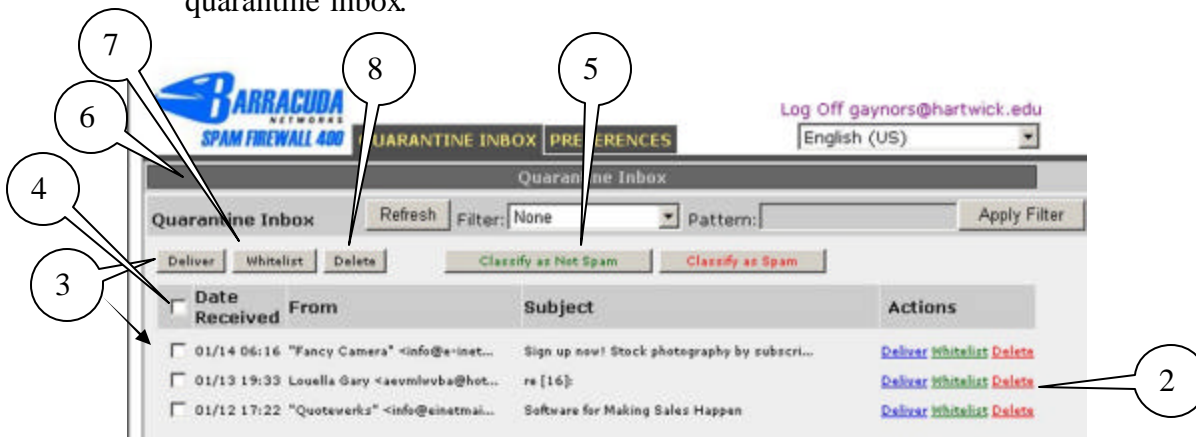 quarantine inbox.
7
8
5
BARRACUDA
NETWORKS
SPAM FIREWALL 400
QUARANTINE INBOX PREFERENCES
Log Off gaynors@hartwick.edu
English (US)
6
Quarantine Inbox
4
Quarantine Inbox Refresh Filter: None Pattern: Apply Filter
Deliver Whitelist Delete Classify as Not Spam Classify as Spam
3
Date Received From Subject Actions
01/14 06:16 "Fancy Camera" <info@e-inet... Sign up now! Stock photography by subscri... Deliver Whitelist Delete
01/13 19:33 Louella Gary <aevmlwvba@hot... re [16]: Deliver Whitelist Delete
2
01/12 17:22 "Quotewerks" <info@einetmai... Software for Making Sales Happen Deliver Whitelist Delete